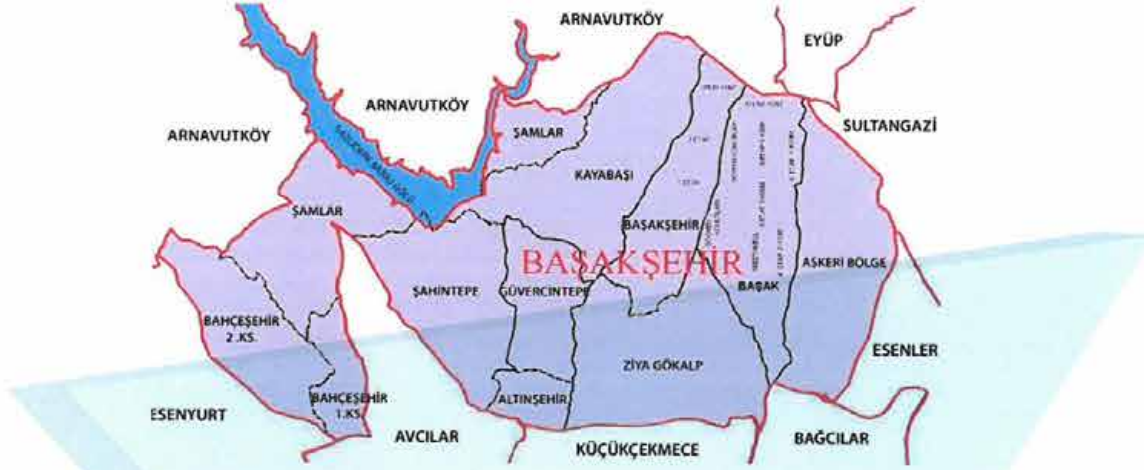 ARNAVUTKÖY
EYÜP
ARNAVUTKÖY
ARNAVUTKÖY
ŞAMLAR
SULTANGAZİ
KAYABAŞI
ŞAMLAR
BAŞAKŞEHİR
BAŞAKŞEHİR
ŞAHİNTEPE
GÜVERCİNTEPE
BAŞAK
AŞKERİ BÖLGE
BAHÇEŞEHİR
2 .KS.
ZİYA GÖKALP
ESENLER
ALTINŞEHİR
BAHÇEŞEHİR
1.KS.
ESENYURT
AVCILAR
KÜÇÜKÇEKMECE
BAĞCILAR